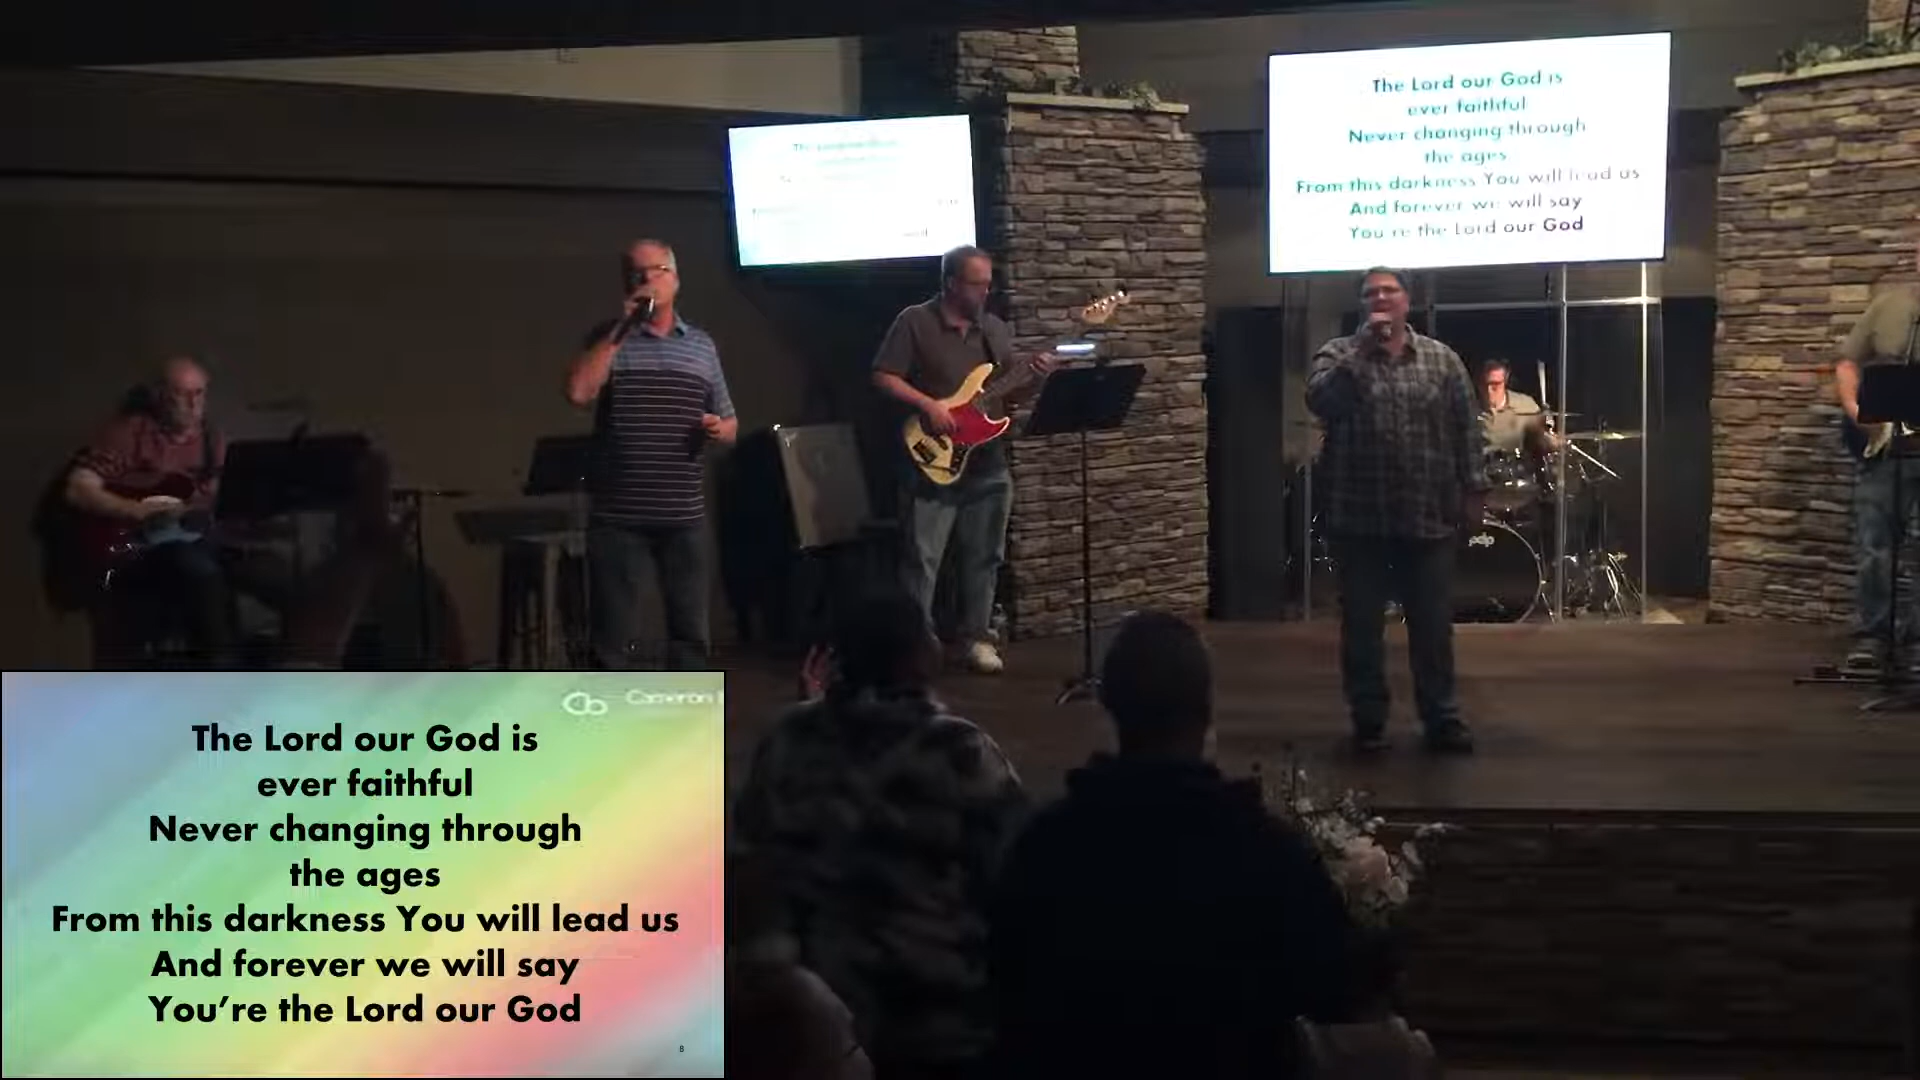 The Lord our God is
ever faithful
Never changing through
the ages
From this darkness You will lead us
And forever we will say
You're the Lord our God
pdp
Cameron
The Lord our God is
ever faithful
Never changing through
the ages
From this darkness You will lead us
And forever we will say
You’re the Lord our God
8